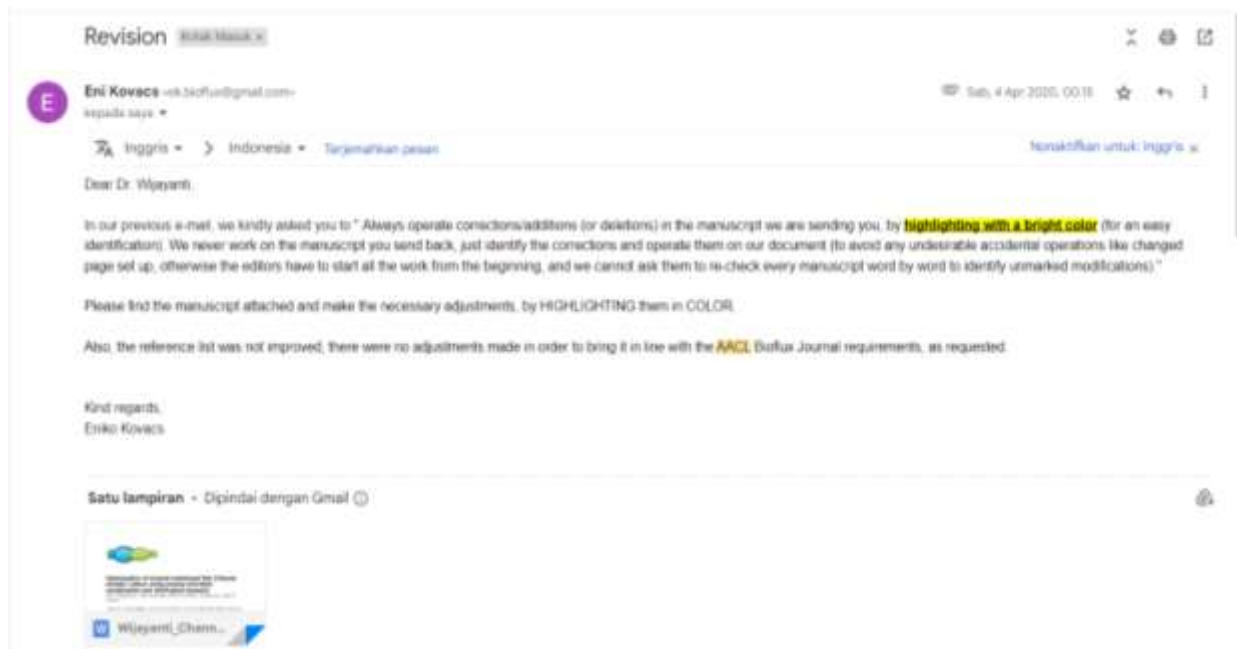 Revision Kotak Masuk ×
E
Eni Kovacs <ek.bioflux@gmail.com>
Sab, 4 Apr 2020, 00.15
kepada saya
Inggris > Indonesia Terjemahkan pesan
Nonaktifkan untuk: Inggris ×
Dear Dr. Wijayanti,
In our previous e-mail, we kindly asked you to " Always operate corrections/additions (or deletions) in the manuscript we are sending you, by highlighting with a bright color (for an easy
identification). We never work on the manuscript you send back, just identify the corrections and operate them on our document (to avoid any undesirable accidental operations like changed
page set up, otherwise the editors have to start all the work from the beginning, and we cannot ask them to re-check every manuscript word by word to identify unmarked modifications)."
Please find the manuscript attached and make the necessary adjustments, by HIGHLIGHTING them in COLOR.
Also, the reference list was not improved, there were no adjustments made in order to bring it in line with the AACL Bioflux Journal requirements, as requested.
Kind regards,
Eniko Kovacs
Satu lampiran • Dipindai dengan Gmail
W Wijayanti_Chann...